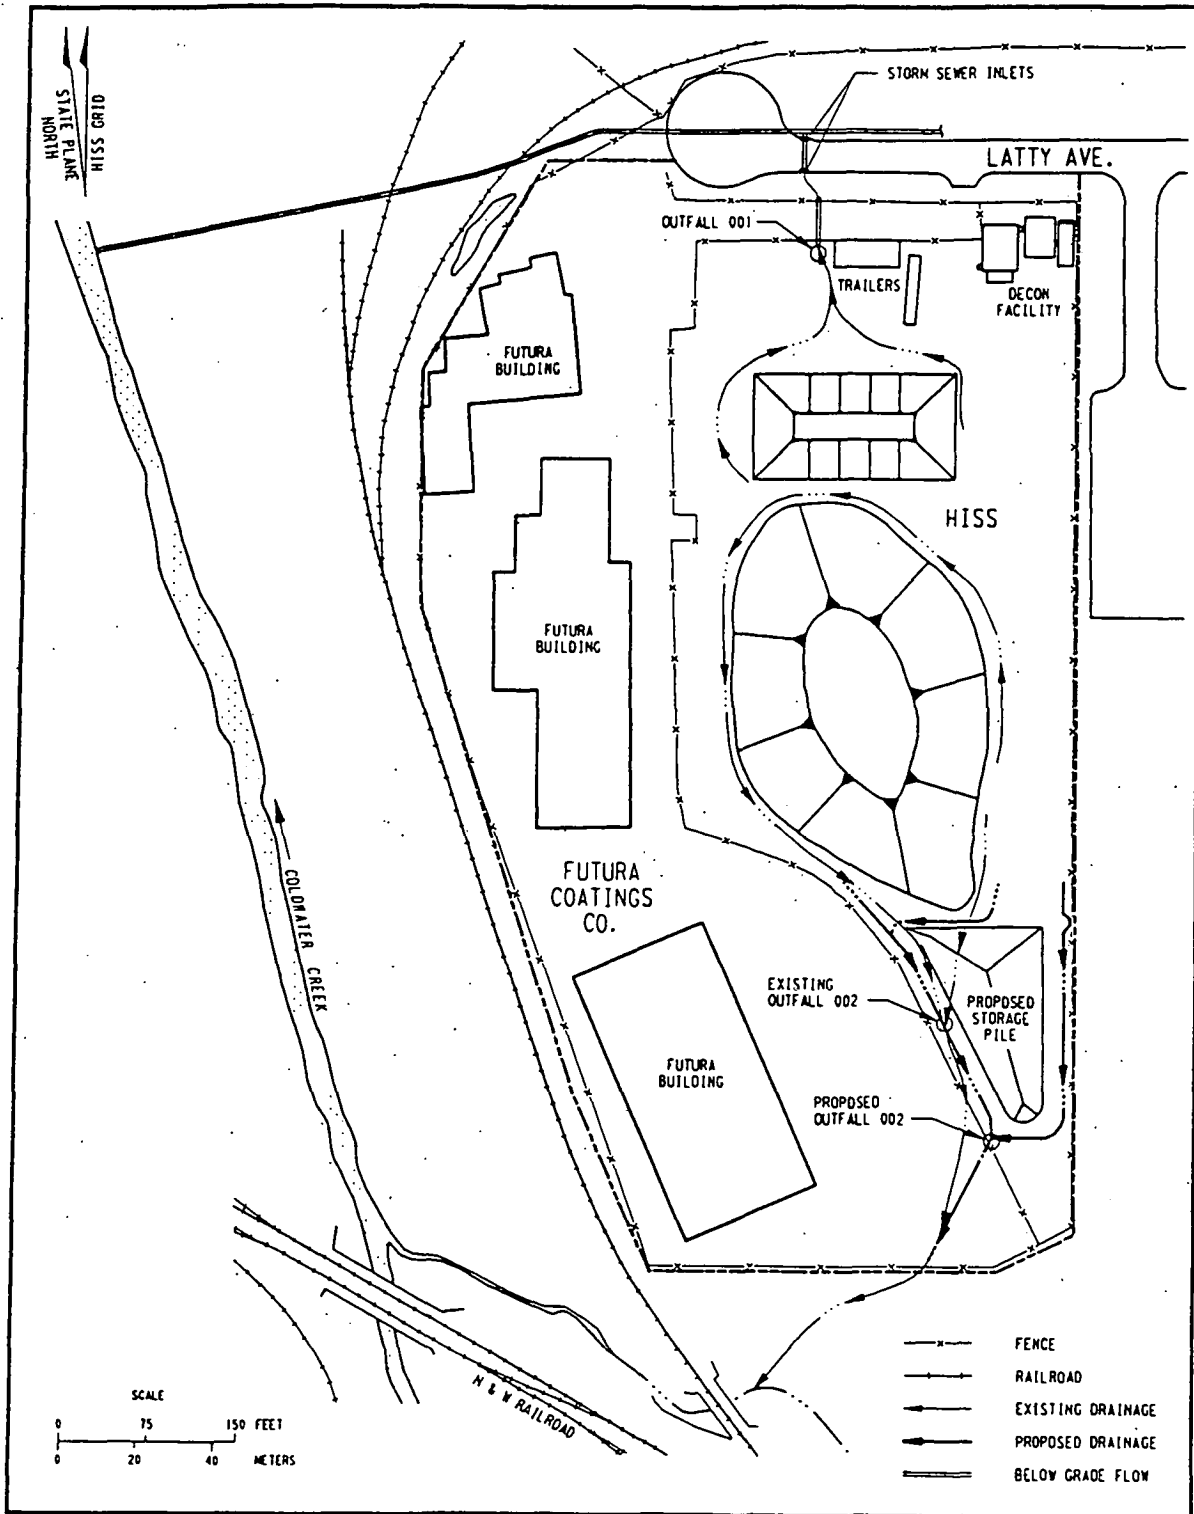 STORM SEWER INLETS
STATE PLANE
NORTH
HISS GRID
LATTY AVE.
OUTFALL 001
TRAILERS
DECON
FACILITY
FUTURA
BUILDING
HISS
FUTURA
BUILDING
COLDWATER CREEK
FUTURA
COATINGS
CO.
EXISTING
OUTFALL 002
PROPOSED
STORAGE
PILE
FUTURA
BUILDING
PROPOSED
OUTFALL 002
N & W RAILROAD
SCALE
0 75 150 FEET
0 20 40 METERS
FENCE
RAILROAD
EXISTING DRAINAGE
PROPOSED DRAINAGE
BELOW GRADE FLOW